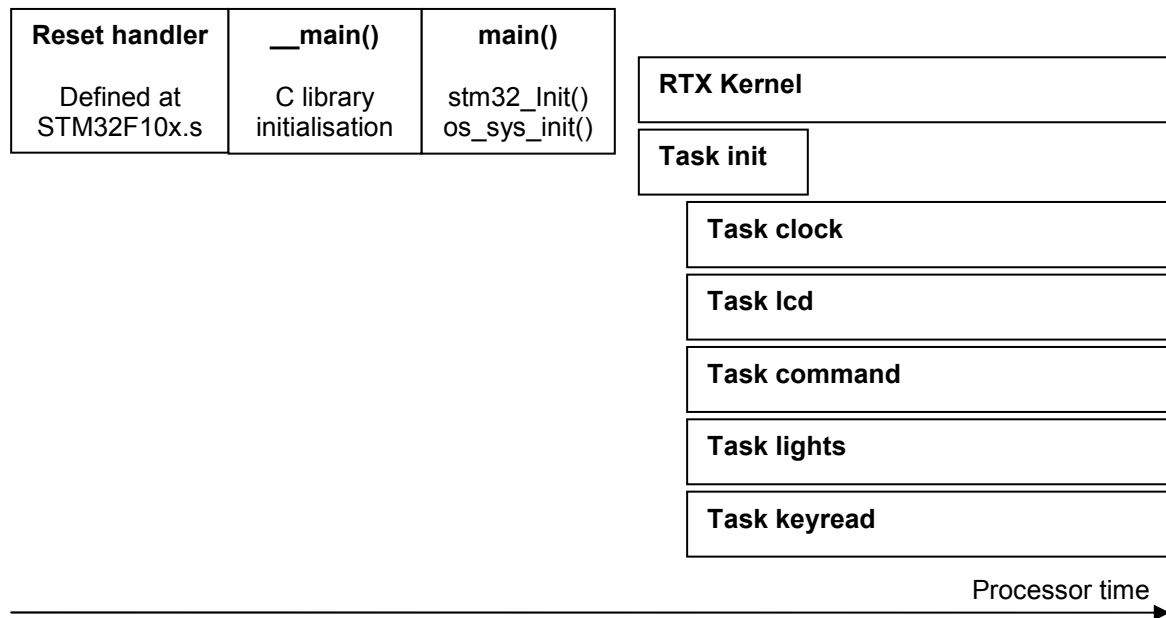 Reset handler
Defined at
STM32F10x.s
__main()
C library
initialisation
main()
stm32_Init()
os_sys_init()
RTX Kernel
Task init
Task clock
Task lcd
Task command
Task lights
Task keyread
Processor time